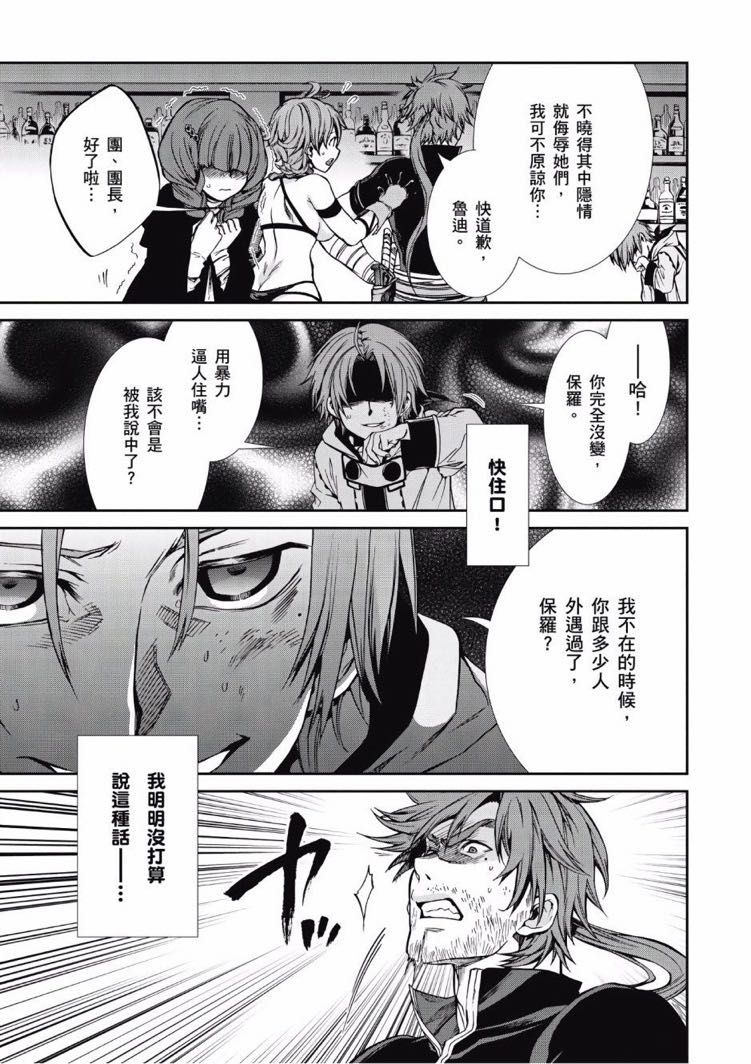 不曉得其中隱情
就侮辱她們，
我可不原諒你…
快道歉，
魯迪。
團、團長，
好了啦…
──哈！
你完全沒變，
保羅。
快住口！
用暴力
逼人住嘴…
該不會是
被我說中了？
我不在的時候，
你跟多少人
外遇過了，
保羅？
我明明沒打算
說這種話──…
ヤッ